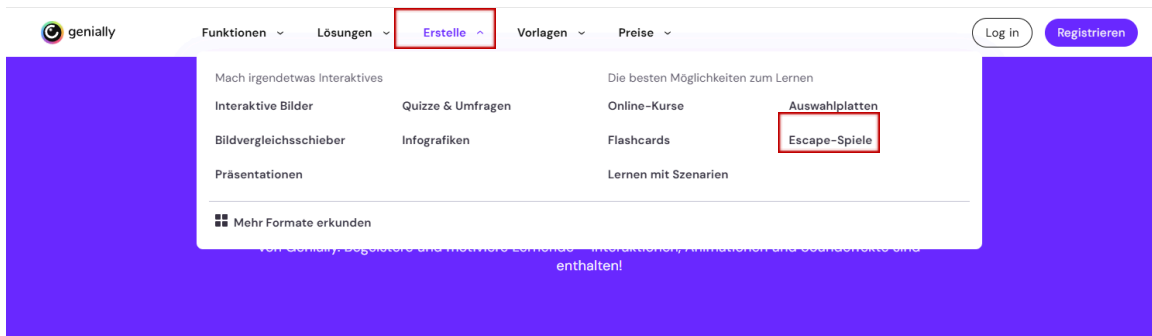 genially Funktionen Lösungen Erstelle Vorlagen Preise Log in Registrieren
Mach irgendetwas Interaktives Die besten Möglichkeiten zum Lernen
Interaktive Bilder Quizze & Umfragen Online-Kurse Auswahlplatten
Bildvergleichsschieber Infografiken Flashcards Escape-Spiele
Präsentationen Lernen mit Szenarien
Mehr Formate erkunden
enthalten!